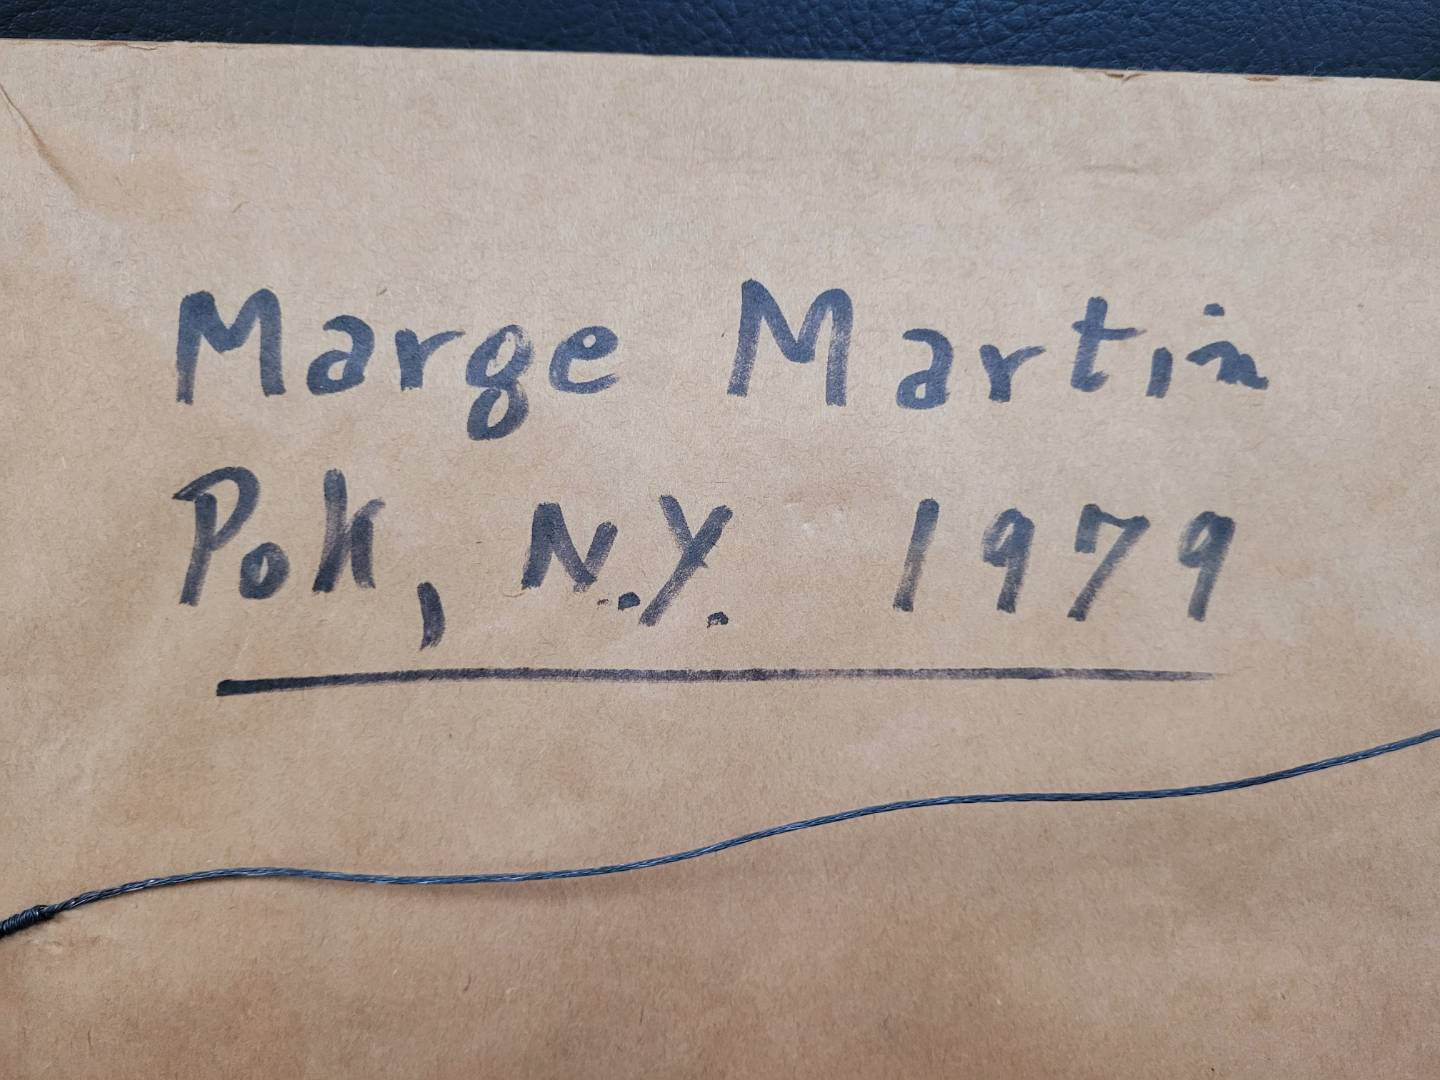 Marge Martin
Pok, N.Y. 1979